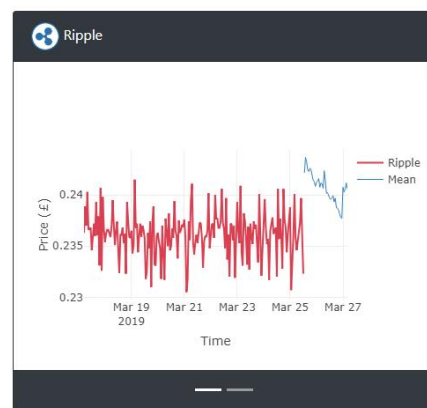 Ripple
Ripple
Mean
0.24
0.235
0.23
Price (£)
Mar 19
2019
Mar 21
Mar 23
Mar 25
Mar 27
Time